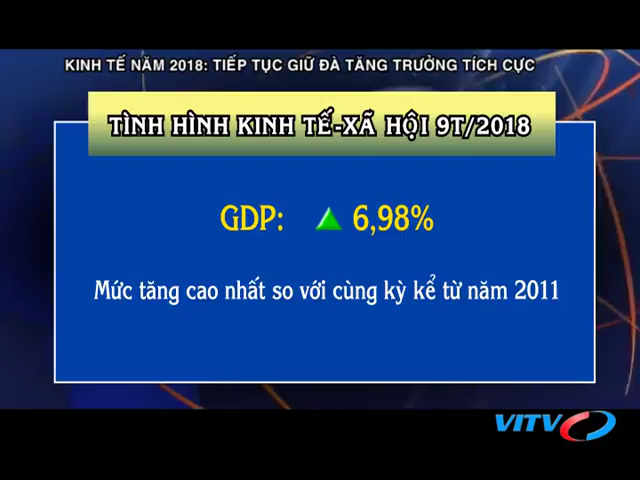 KINH TẾ NĂM 2018: TIẾP TỤC GIỮ ĐÀ TĂNG TRƯỞNG TÍCH CỰC
TÌNH HÌNH KINH TẾ-XÃ HỘI 9T/2018
GDP: ▲ 6,98%
Mức tăng cao nhất so với cùng kỳ kể từ năm 2011
VITV